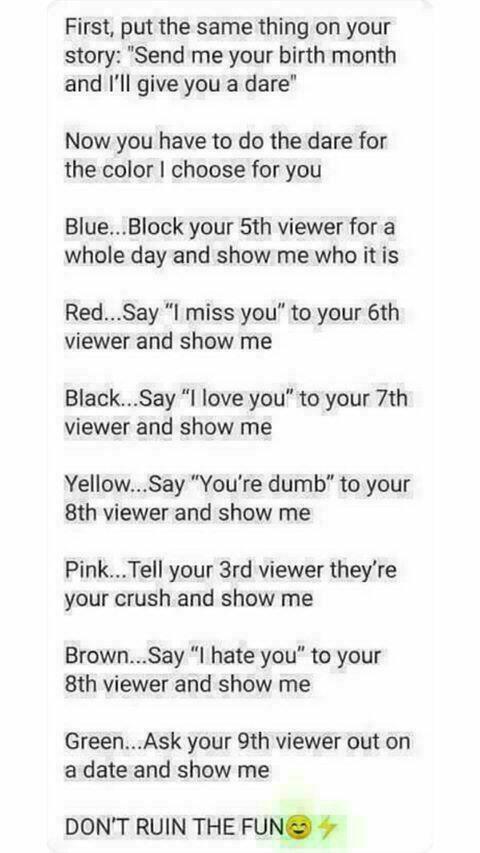 First, put the same thing on your
story: "Send me your birth month
and I'll give you a dare"
Now you have to do the dare for
the color I choose for you
Blue...Block your 5th viewer for a
whole day and show me who it is
Red...Say “I miss you” to your 6th
viewer and show me
Black...Say “I love you” to your 7th
viewer and show me
Yellow...Say “You're dumb” to your
8th viewer and show me
Pink...Tell your 3rd viewer they're
your crush and show me
Brown...Say “I hate you” to your
8th viewer and show me
Green...Ask your 9th viewer out on
a date and show me
DON'T RUIN THE FUN😊⚡